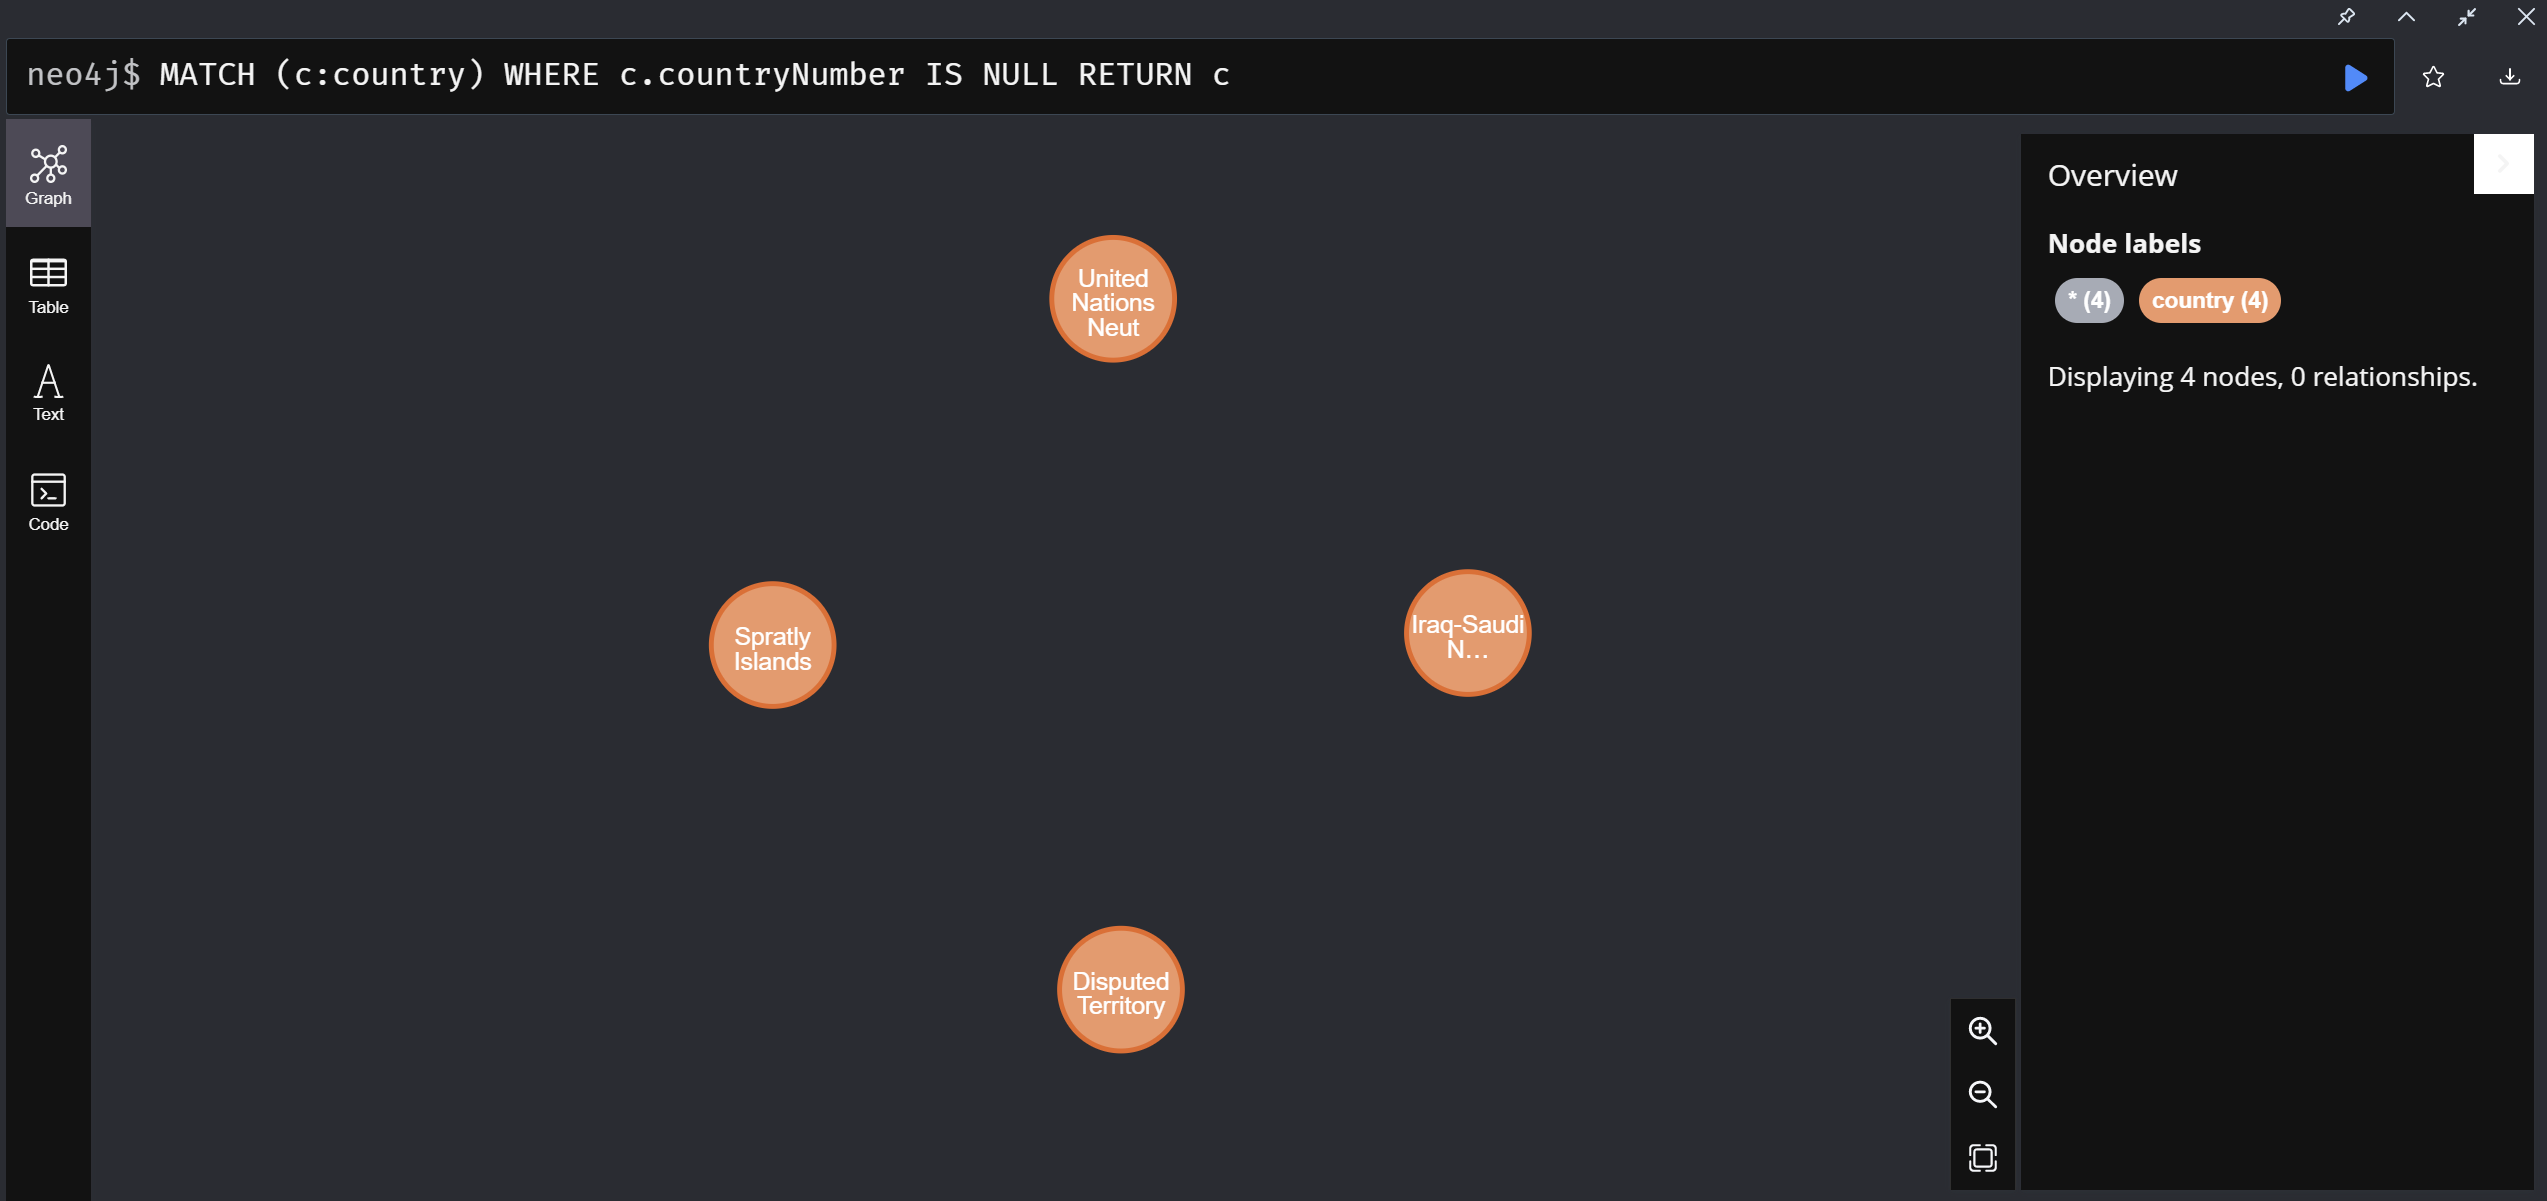 neo4j$ MATCH (c:country) WHERE c.countryNumber IS NULL RETURN c
Graph
Table
Text
Code
United
Nations
Neut
Spratly
Islands
Iraq-Saudi
N...
Disputed
Territory
Overview
Node labels
* (4)
country (4)
Displaying 4 nodes, 0 relationships.